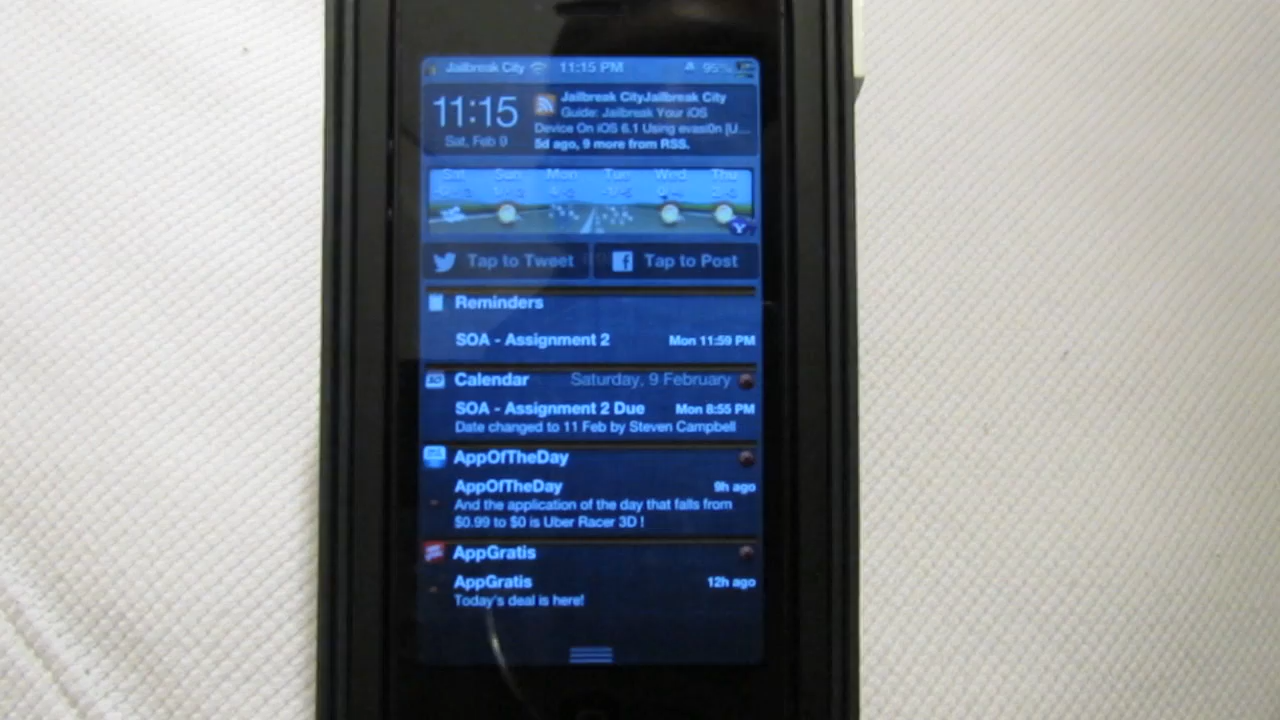 Jailbreak City 11:15 PM 95%
11:15
Sat, Feb 9
Jailbreak CityJailbreak City
Guide: Jailbreak Your iOS
Device On iOS 6.1 Using evasi0n [U...
5d ago, 9 more from RSS.
Sat Sun Mon Tue Wed Thu
Y
Tap to Tweet
Tap to Post
Reminders
SOA - Assignment 2 Mon 11:59 PM
Calendar Saturday, 9 February
SOA - Assignment 2 Due Mon 8:55 PM
Date changed to 11 Feb by Steven Campbell
AppOfTheDay
AppOfTheDay 9h ago
And the application of the day that falls from
$0.99 to $0 is Uber Racer 3D !
AppGratis
AppGratis 12h ago
Today's deal is here!